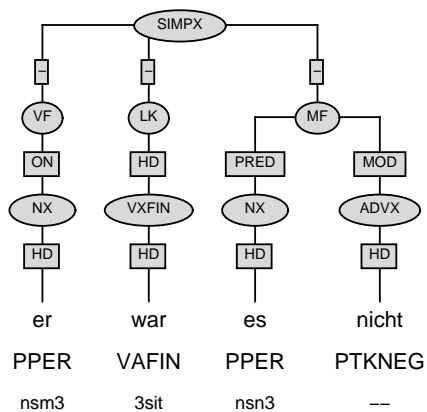 SIMPX
– – –
VF LK MF
ON HD PRED MOD
NX VXFIN NX ADVX
HD HD HD HD
er war es nicht
PPER VAFIN PPER PTKNEG
nsm3 3sit nsn3 --